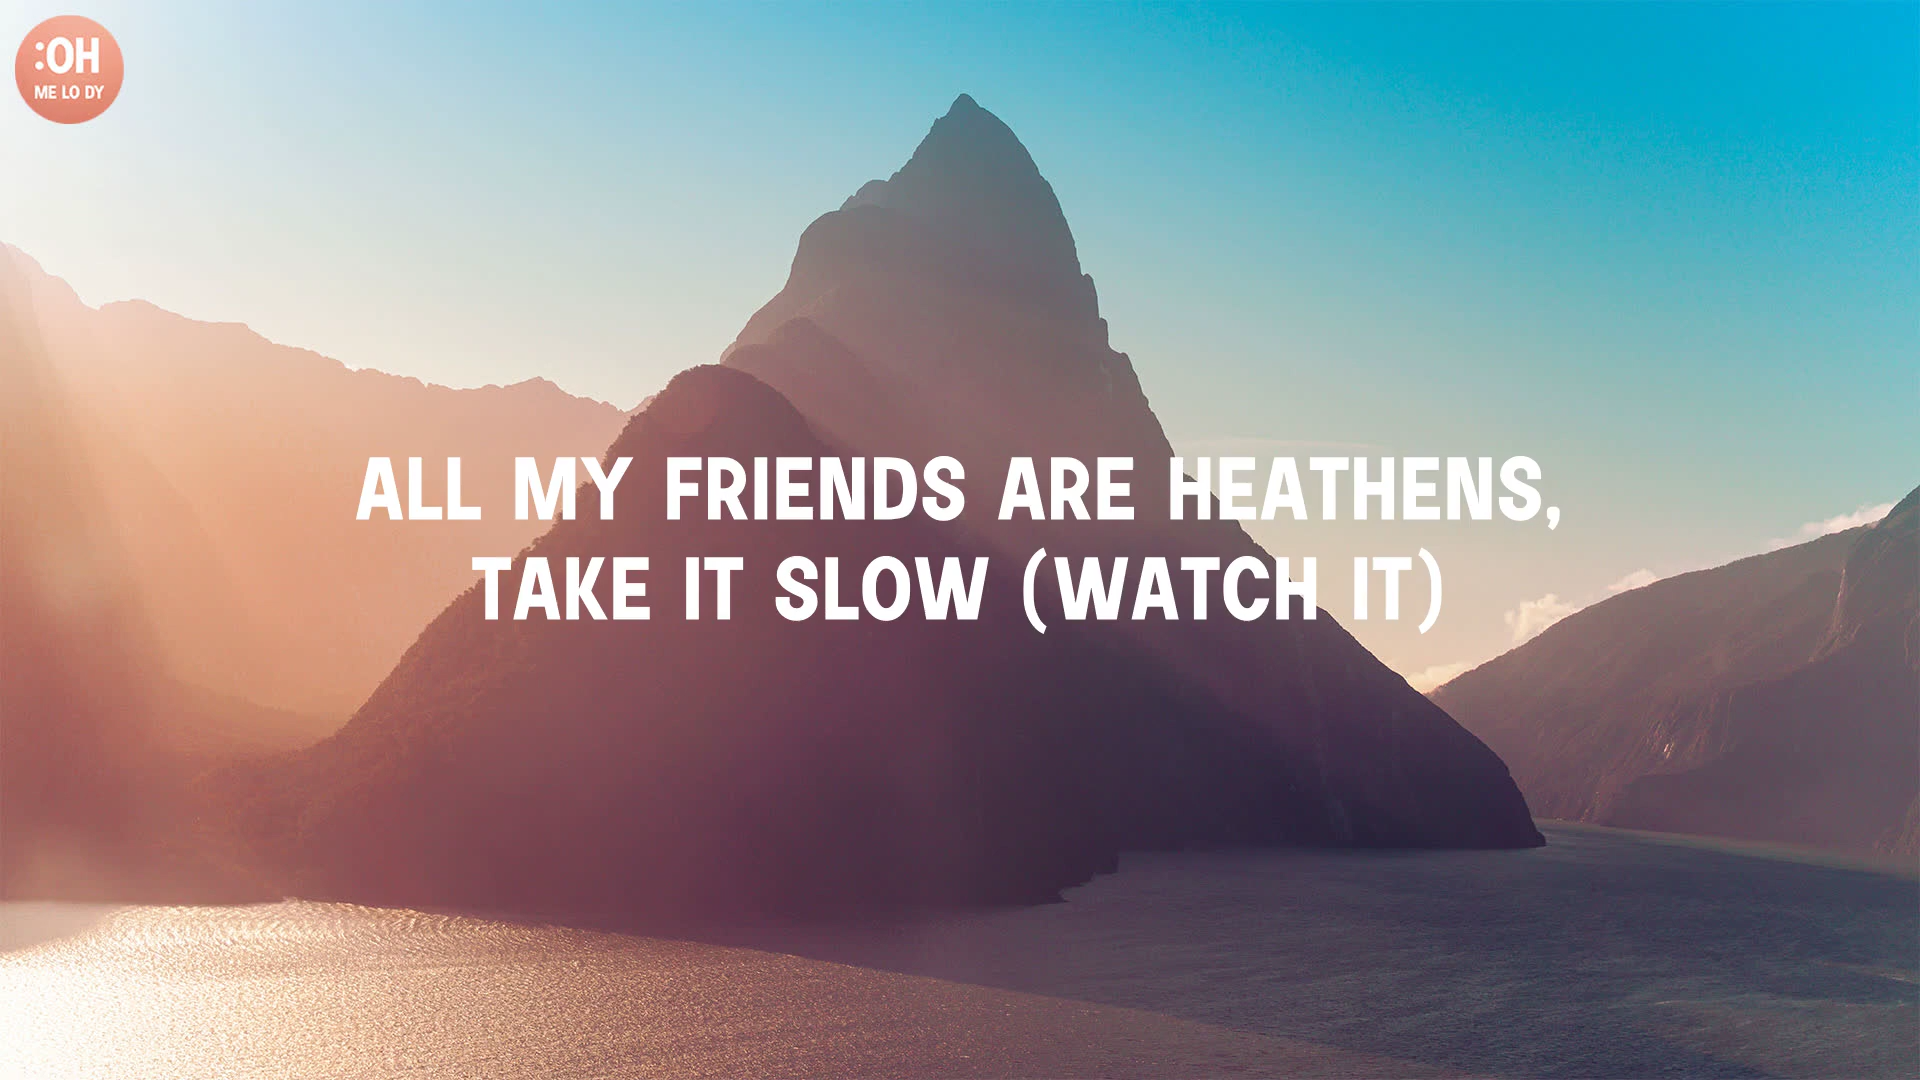 :OH
ME LO DY
ALL MY FRIENDS ARE HEATHENS,
TAKE IT SLOW (WATCH IT)